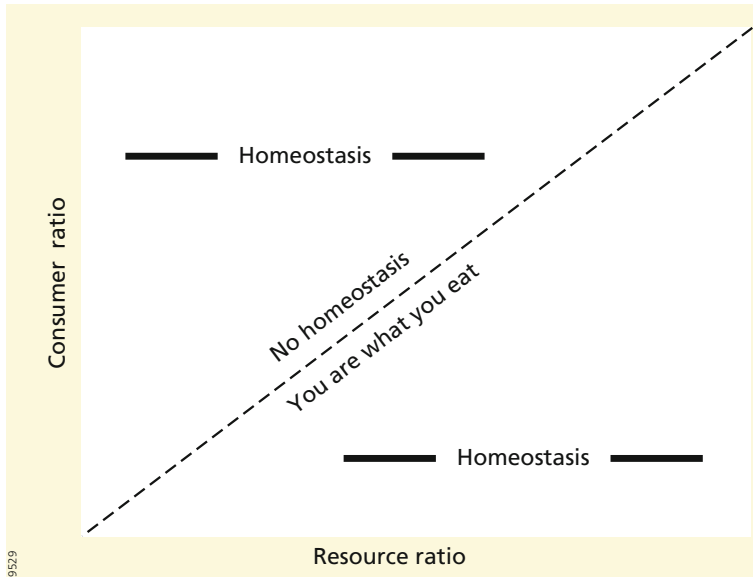 Homeostasis
Consumer ratio
No homeostasis
You are what you eat
Homeostasis
Resource ratio
9529